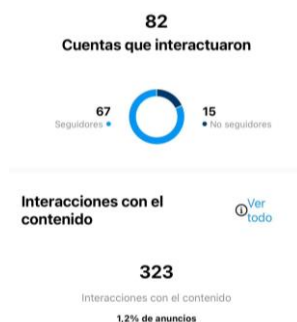 82
Cuentas que interactuaron
67
Seguidores
15
No seguidores
Interacciones con el
contenido
Ver
todo
323
Interacciones con el contenido
1.2% de anuncios